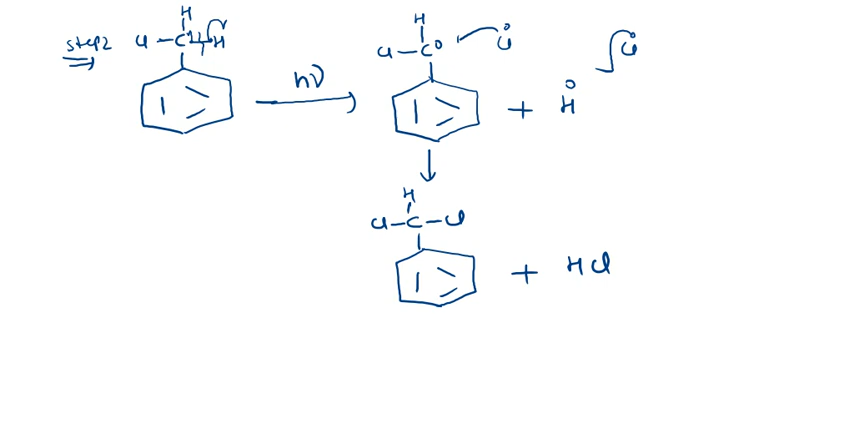 H
step2 Cl-C-H
hν
H
Cl-C° Cl°
Cl°
+ H°
H
Cl-C-Cl
+ HCl